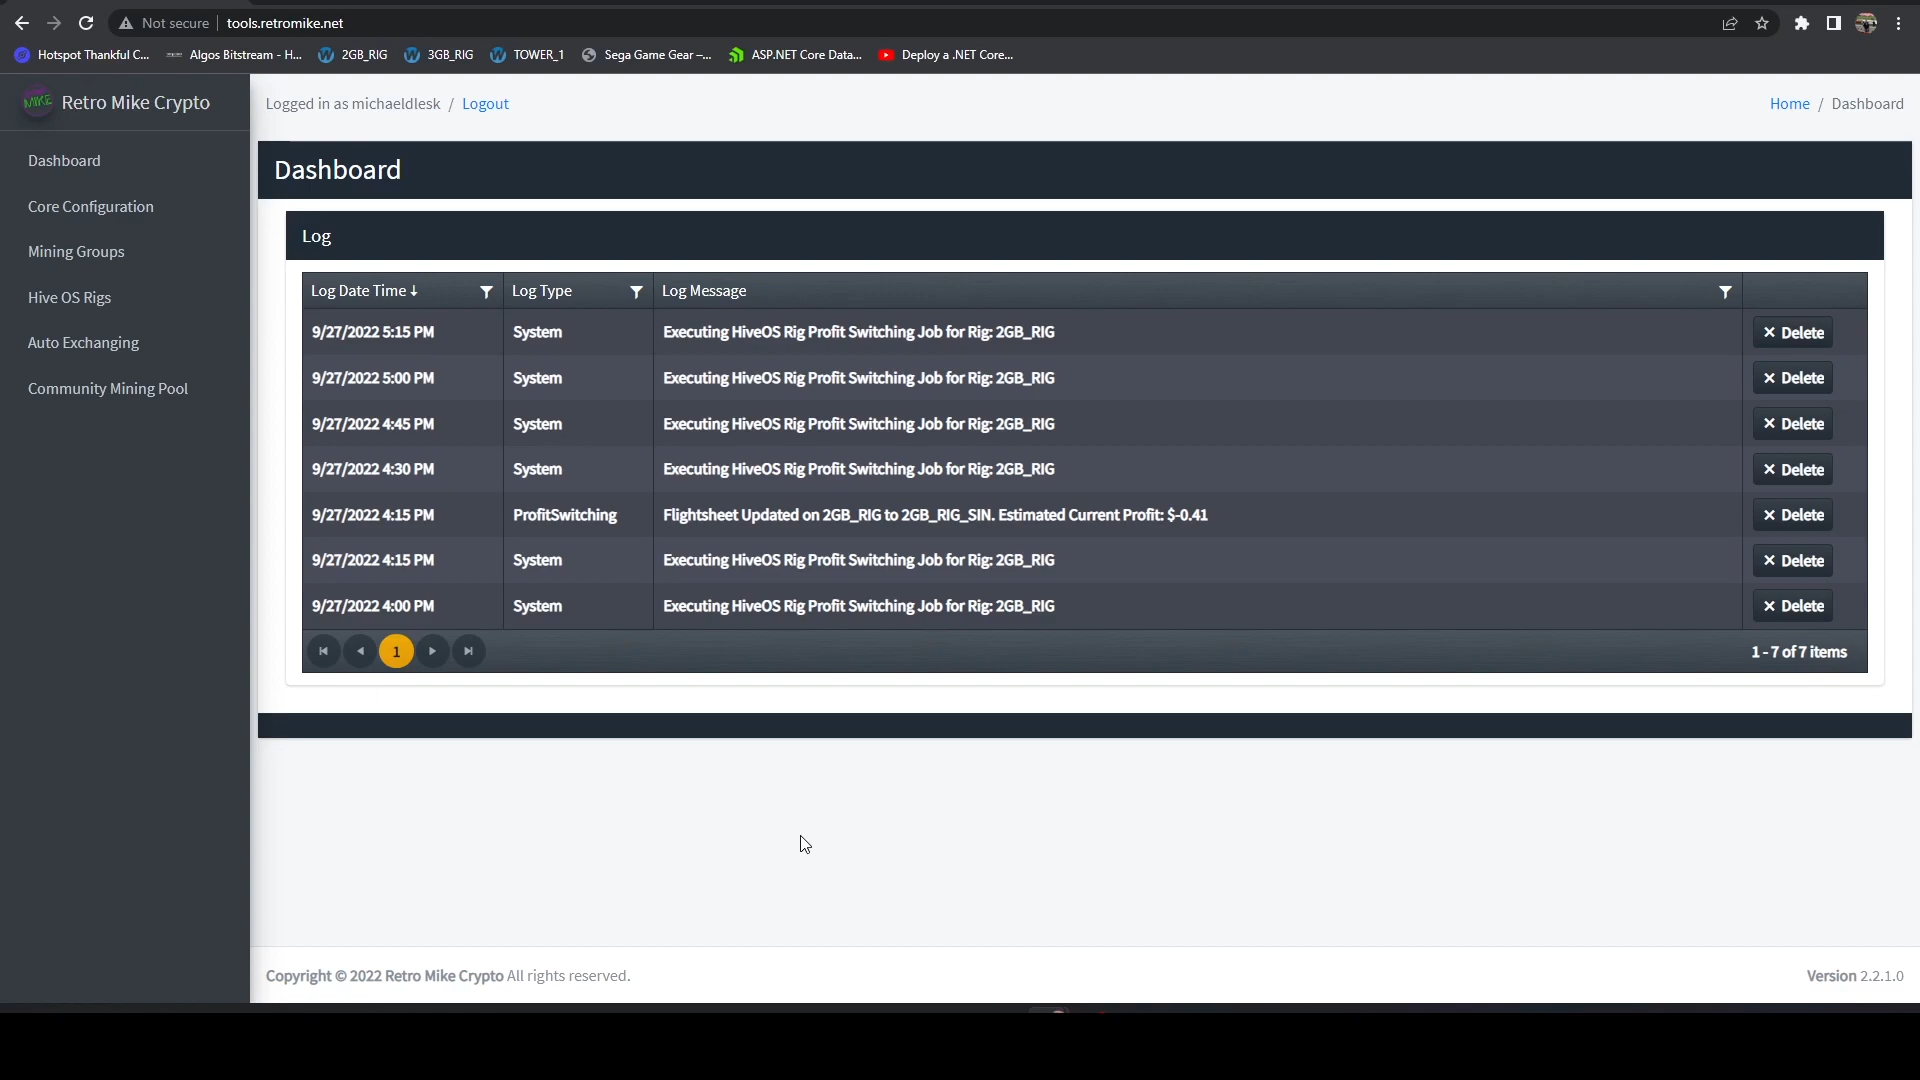 Not secure tools.retromike.net
Hotspot Thankful C... Algos Bitstream - H... 2GB_RIG 3GB_RIG TOWER_1 Sega Game Gear –... ASP.NET Core Data... Deploy a .NET Core...
MIKE Retro Mike Crypto
Logged in as michaeldlesk / Logout
Home / Dashboard
Dashboard
Core Configuration
Mining Groups
Hive OS Rigs
Auto Exchanging
Community Mining Pool
Dashboard
Log
Log Date Time Log Type Log Message
9/27/2022 5:15 PM System Executing HiveOS Rig Profit Switching Job for Rig: 2GB_RIG Delete
9/27/2022 5:00 PM System Executing HiveOS Rig Profit Switching Job for Rig: 2GB_RIG Delete
9/27/2022 4:45 PM System Executing HiveOS Rig Profit Switching Job for Rig: 2GB_RIG Delete
9/27/2022 4:30 PM System Executing HiveOS Rig Profit Switching Job for Rig: 2GB_RIG Delete
9/27/2022 4:15 PM ProfitSwitching Flightsheet Updated on 2GB_RIG to 2GB_RIG_SIN. Estimated Current Profit: $-0.41 Delete
9/27/2022 4:15 PM System Executing HiveOS Rig Profit Switching Job for Rig: 2GB_RIG Delete
9/27/2022 4:00 PM System Executing HiveOS Rig Profit Switching Job for Rig: 2GB_RIG Delete
1
1 - 7 of 7 items
Copyright © 2022 Retro Mike Crypto All rights reserved.
Version 2.2.1.0